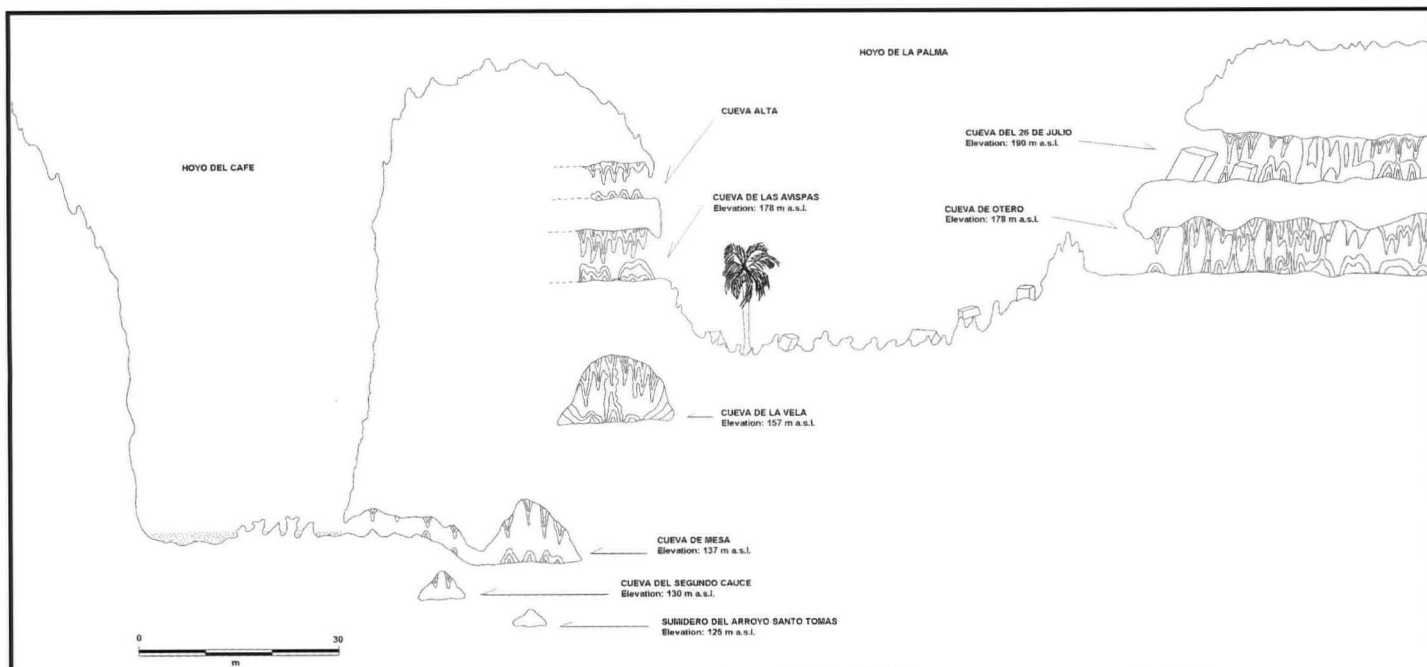 HOYO DE LA PALMA
CUEVA ALTA
CUEVA DEL 26 DE JULIO
Elevation: 190 m a.s.l.
HOYO DEL CAFE
CUEVA DE LAS AVISPAS
Elevation: 178 m a.s.l.
CUEVA DE OTERO
Elevation: 178 m a.s.l.
CUEVA DE LA VELA
Elevation: 157 m a.s.l.
CUEVA DE MESA
Elevation: 137 m a.s.l.
CUEVA DEL SEGUNDO CAUCE
Elevation: 130 m a.s.l.
SUMIDERO DEL ARROYO SANTO TOMAS
Elevation: 125 m a.s.l.
0 30
m